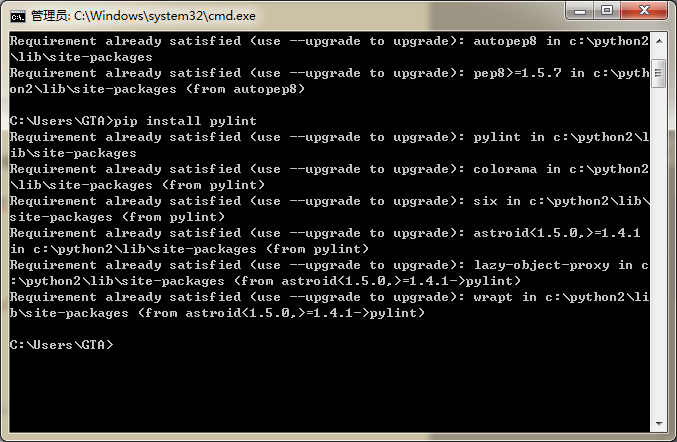 管理员: C:\Windows\system32\cmd.exe
Requirement already satisfied (use --upgrade to upgrade): autopep8 in c:\python2
\lib\site-packages
Requirement already satisfied (use --upgrade to upgrade): pep8>=1.5.7 in c:\pyth
on2\lib\site-packages (from autopep8)
C:\Users\GTA>pip install pylint
Requirement already satisfied (use --upgrade to upgrade): pylint in c:\python2\l
ib\site-packages
Requirement already satisfied (use --upgrade to upgrade): colorama in c:\python2
\lib\site-packages (from pylint)
Requirement already satisfied (use --upgrade to upgrade): six in c:\python2\lib\
site-packages (from pylint)
Requirement already satisfied (use --upgrade to upgrade): astroid<1.5.0,>=1.4.1
in c:\python2\lib\site-packages (from pylint)
Requirement already satisfied (use --upgrade to upgrade): lazy-object-proxy in c
:\python2\lib\site-packages (from astroid<1.5.0,>=1.4.1->pylint)
Requirement already satisfied (use --upgrade to upgrade): wrapt in c:\python2\li
b\site-packages (from astroid<1.5.0,>=1.4.1->pylint)
C:\Users\GTA>